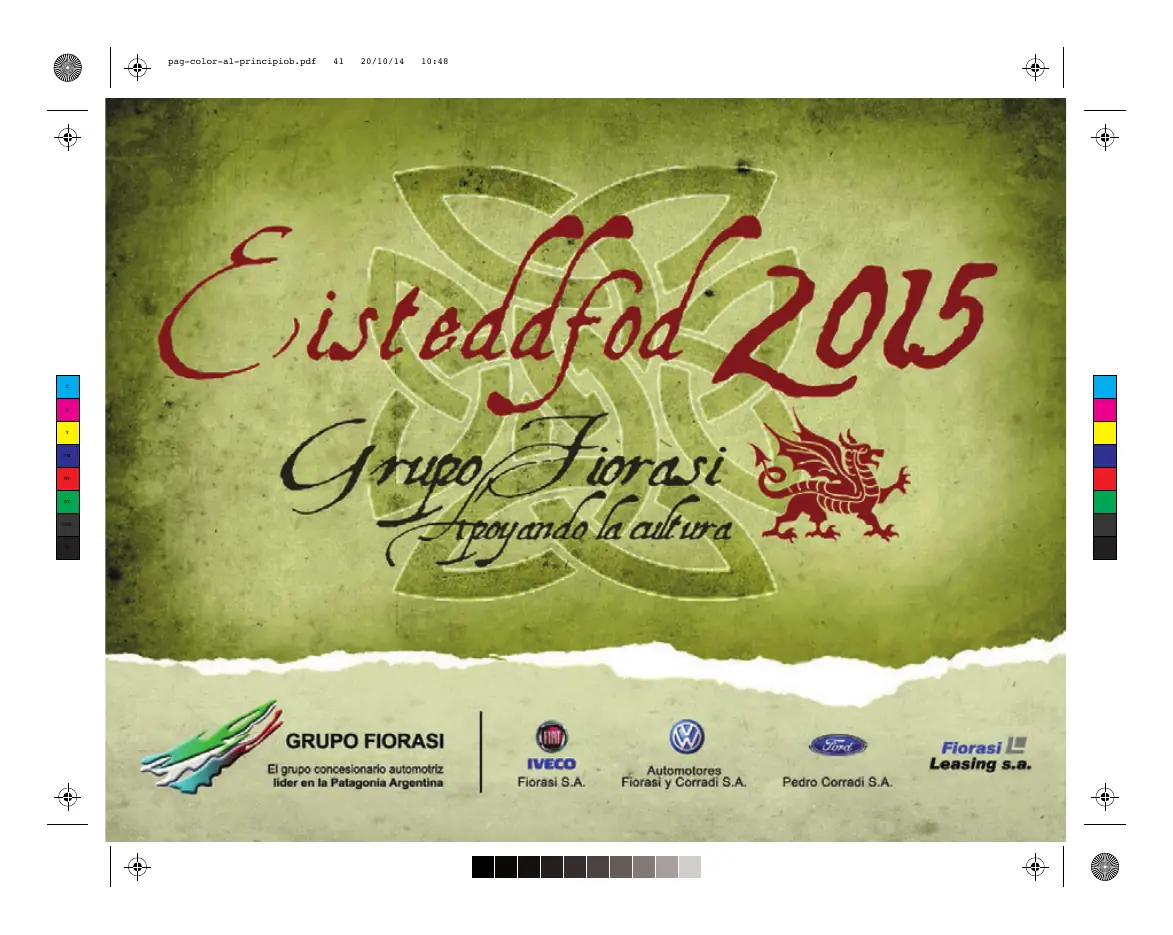 pag-color-al-principiob.pdf 41 20/10/14 10:48
Eisteddfod 2015
Grupo Fiorasi
Apoyando la cultura
GRUPO FIORASI
El grupo concesionario automotriz
líder en la Patagonia Argentina
FIAT
IVECO
Fiorasi S.A.
Automotores
Fiorasi y Corradi S.A.
Ford
Pedro Corradi S.A.
Fiorasi
Leasing s.a.
C
Y